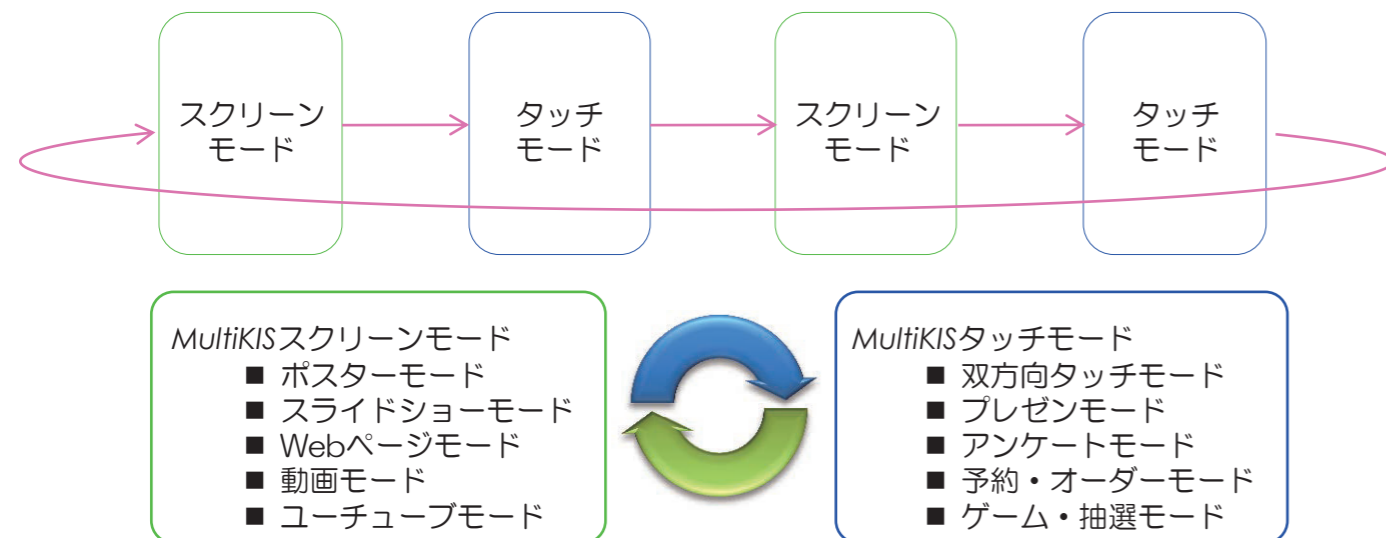 スクリーン
モード
タッチ
モード
スクリーン
モード
タッチ
モード
MultiKISスクリーンモード
■ ポスターモード
■ スライドショーモード
■ Webページモード
■ 動画モード
■ ユーチューブモード
MultiKISタッチモード
■ 双方向タッチモード
■ プレゼンモード
■ アンケートモード
■ 予約・オーダーモード
■ ゲーム・抽選モード